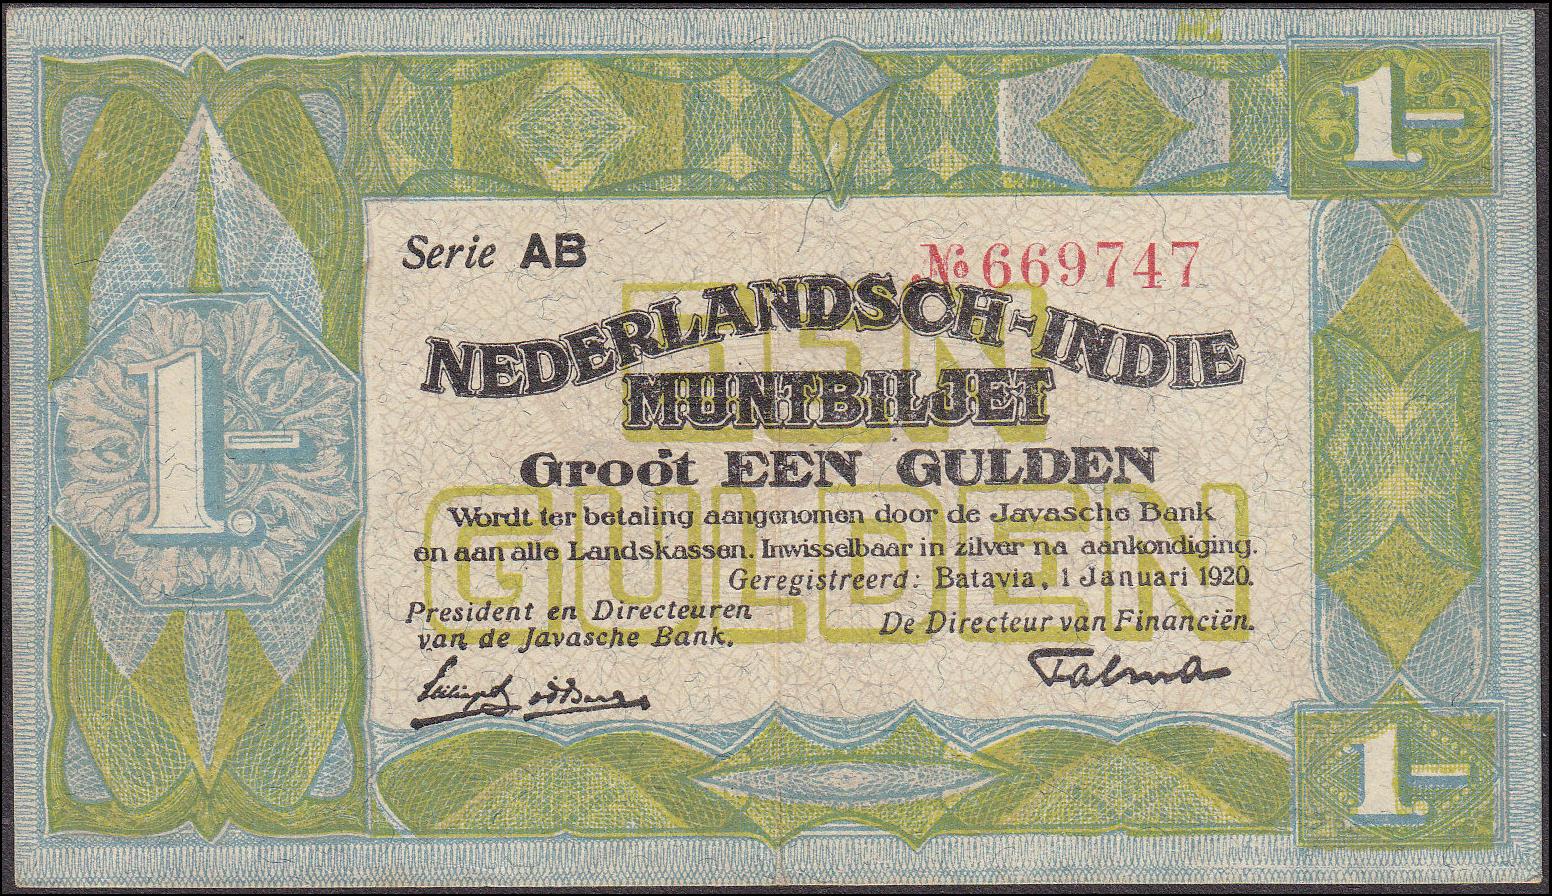 1.-
Serie AB
№ 669747
NEDERLANDSCH-INDIE
MUNTBILJET
Groot EEN GULDEN
EEN
GULDEN
Wordt ter betaling aangenomen door de Javasche Bank
en aan alle Landskassen. Inwisselbaar in zilver na aankondiging.
Geregistreerd: Batavia, 1 Januari 1920.
President en Directeuren
van de Javasche Bank.
De Directeur van Financiën.
Talma
1.-
1.-